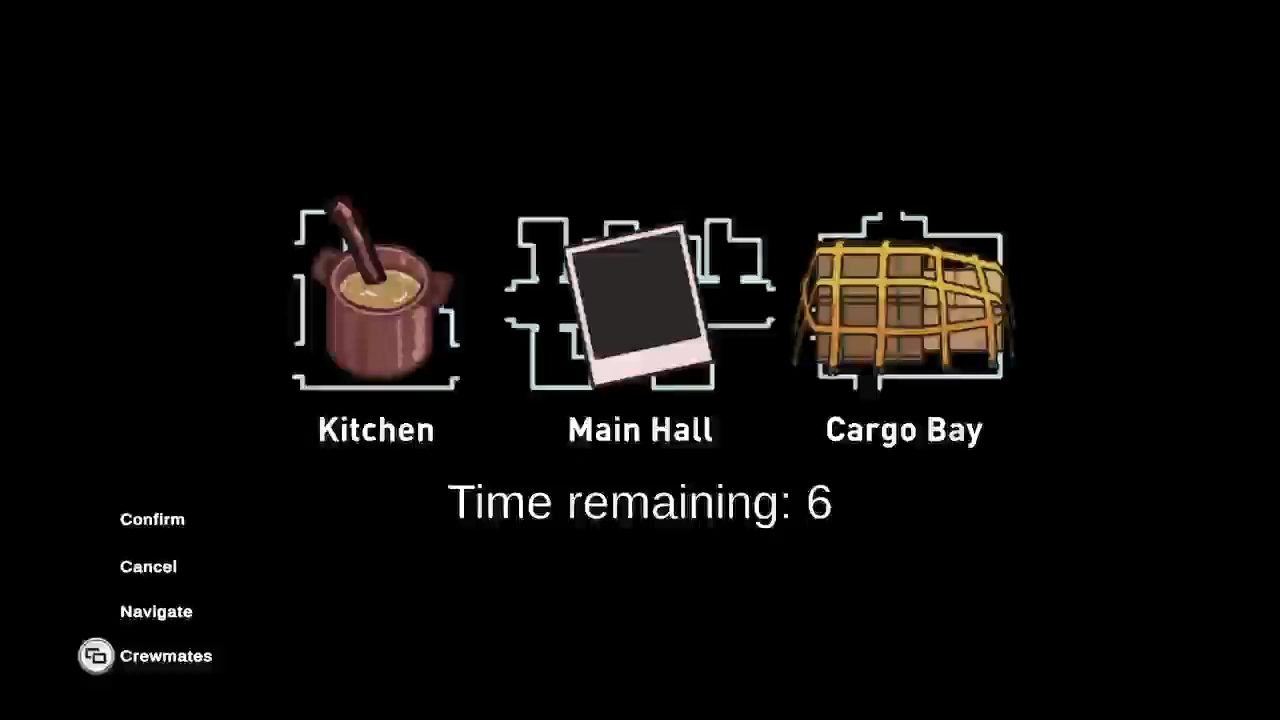 Kitchen
Main Hall
Cargo Bay
Time remaining: 6
Confirm
Cancel
Navigate
Crewmates